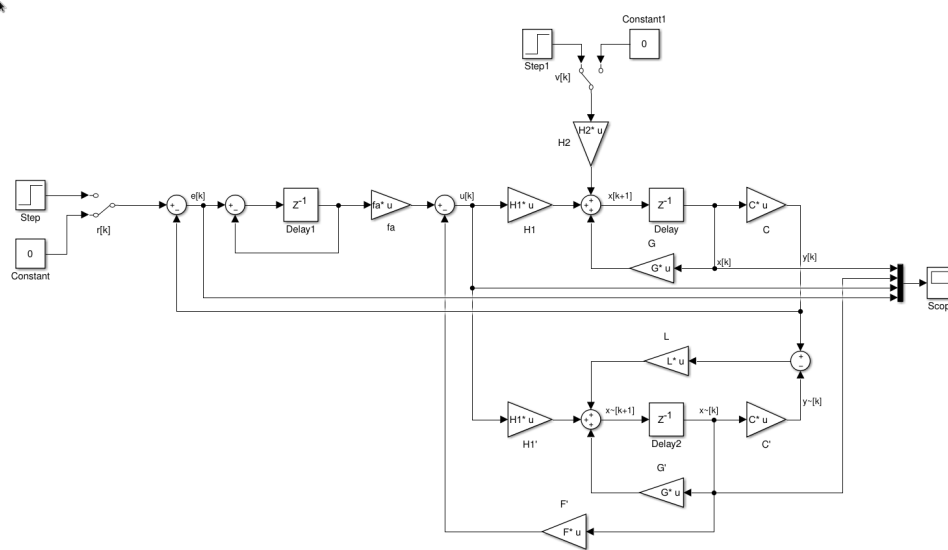 Constant1
0
Step1
v[k]
H2* u
H2
Step
r[k]
0
Constant
e[k]
Z-1
Delay1
fa* u
fa
u[k]
H1* u
H1
x[k+1]
Z-1
Delay
C* u
C
G
G* u
x[k]
y[k]
Scop
L
L* u
H1* u
H1'
x~[k+1]
Z-1
Delay2
x~[k]
C* u
C'
y~[k]
G'
G* u
F'
F* u